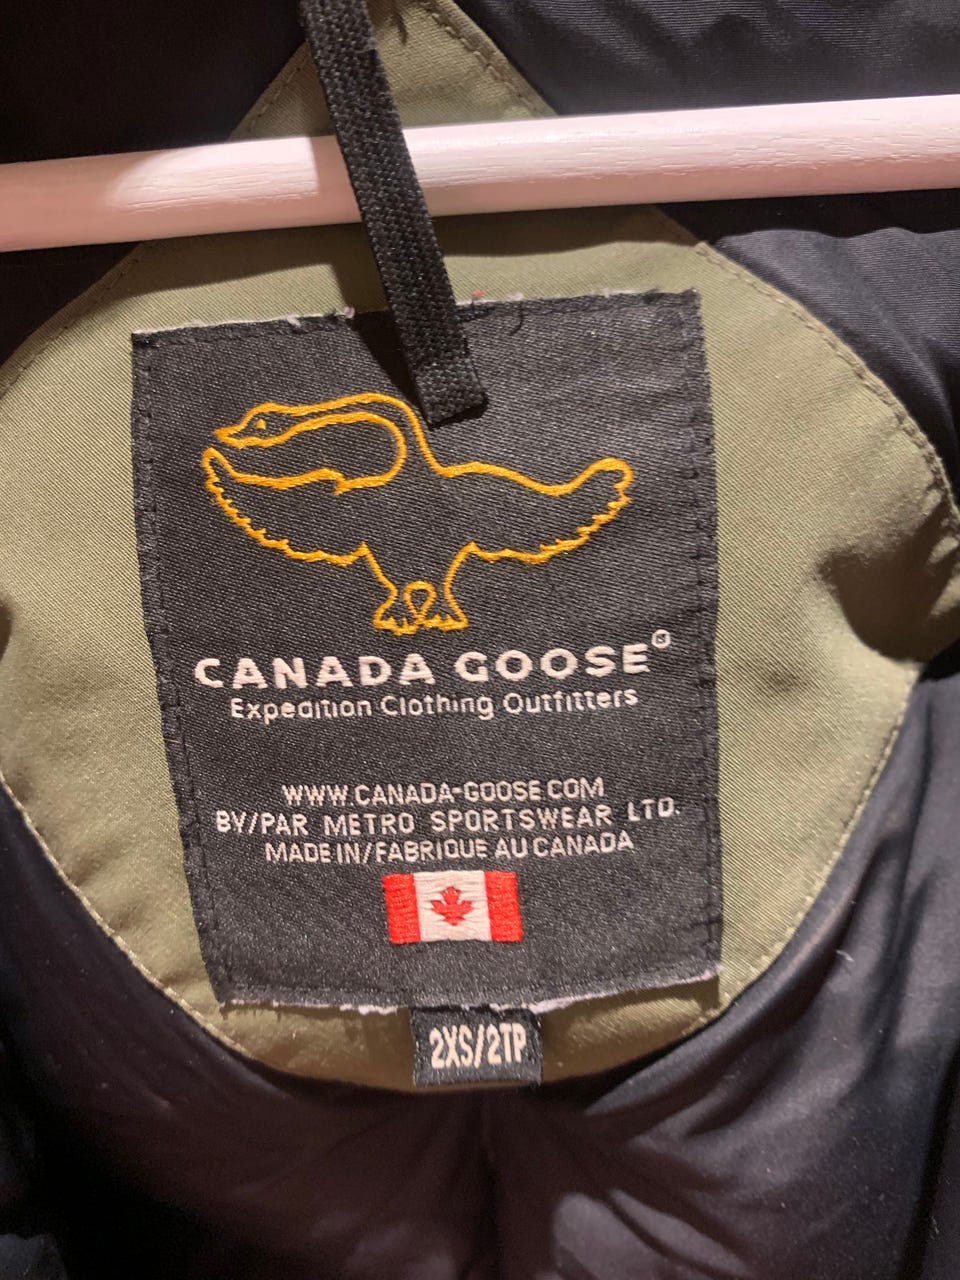 CANADA GOOSE®
Expedition Clothing Outfitters
WWW.CANADA-GOOSE.COM
BY/PAR METRO SPORTSWEAR LTD.
MADE IN/FABRIQUE AU CANADA
2XS/2TP